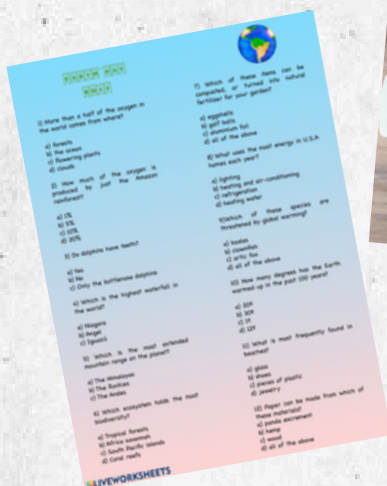 EARTH DAY
QUIZ
1) More than a half of the oxygen in
the world comes from where?
a) forests
b) the ocean
c) flowering plants
d) clouds
2) How much of the oxygen is
produced by just the Amazon
rainforest?
a) 1%
b) 5%
c) 10%
d) 20%
3) Do dolphins have teeth?
a) Yes
b) No
c) Only the bottlenose dolphins
4) Which is the highest waterfall in
the world?
a) Niagara
b) Angel
c) Iguazú
5) Which is the most extended
mountain range on the planet?
a) The Himalayas
b) The Rockies
c) The Andes
6) Which ecosystem holds the most
biodiversity?
a) Tropical forests
b) Africa savannah
c) South Pacific Islands
d) Coral reefs
7) Which of these items can be
composted, or turned into natural
fertilizer for your garden?
a) eggshells
b) golf balls
c) aluminium foil
d) all of the above
8) What uses the most energy in U.S.A
homes each year?
a) lighting
b) heating and air-conditioning
c) refrigeration
d) heating water
9) Which of these species are
threatened by global warming?
a) koalas
b) clownfish
c) artic fox
d) all of the above
10) How many degrees has the Earth
warmed up in the past 100 years?
11) What is most frequently found in
beaches?
a) glass
b) shoes
c) pieces of plastic
d) jewelry
12) Paper can be made from which of
these materials?
a) panda excrement
b) hemp
c) wood
d) all of the above
LIVEWORKSHEETS